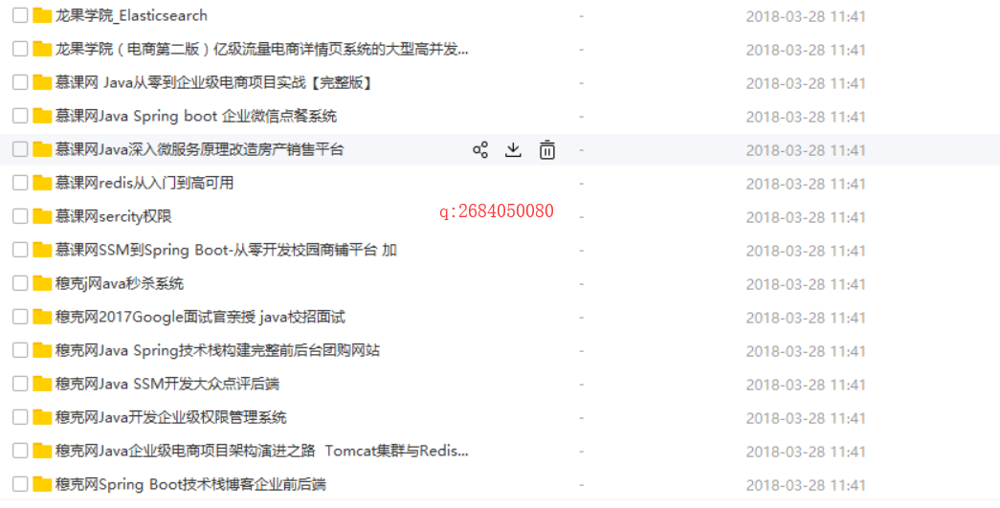 龙果学院_Elasticsearch - 2018-03-28 11:41
龙果学院（电商第二版）亿级流量电商详情页系统的大型高并发... - 2018-03-28 11:41
慕课网 Java从零到企业级电商项目实战【完整版】 - 2018-03-28 11:41
慕课网Java Spring boot 企业微信点餐系统 - 2018-03-28 11:41
慕课网Java深入微服务原理改造房产销售平台 - 2018-03-28 11:41
慕课网redis从入门到高可用 - 2018-03-28 11:41
q:2684050080
慕课网sercity权限 - 2018-03-28 11:41
慕课网SSM到Spring Boot-从零开发校园商铺平台 加 - 2018-03-28 11:41
穆克j网ava秒杀系统 - 2018-03-28 11:41
穆克网2017Google面试官亲授 java校招面试 - 2018-03-28 11:41
穆克网Java Spring技术栈构建完整前后台团购网站 - 2018-03-28 11:41
穆克网Java SSM开发大众点评后端 - 2018-03-28 11:41
穆克网Java开发企业级权限管理系统 - 2018-03-28 11:41
穆克网Java企业级电商项目架构演进之路 Tomcat集群与Redis... - 2018-03-28 11:41
穆克网Spring Boot技术栈博客企业前后端 - 2018-03-28 11:41